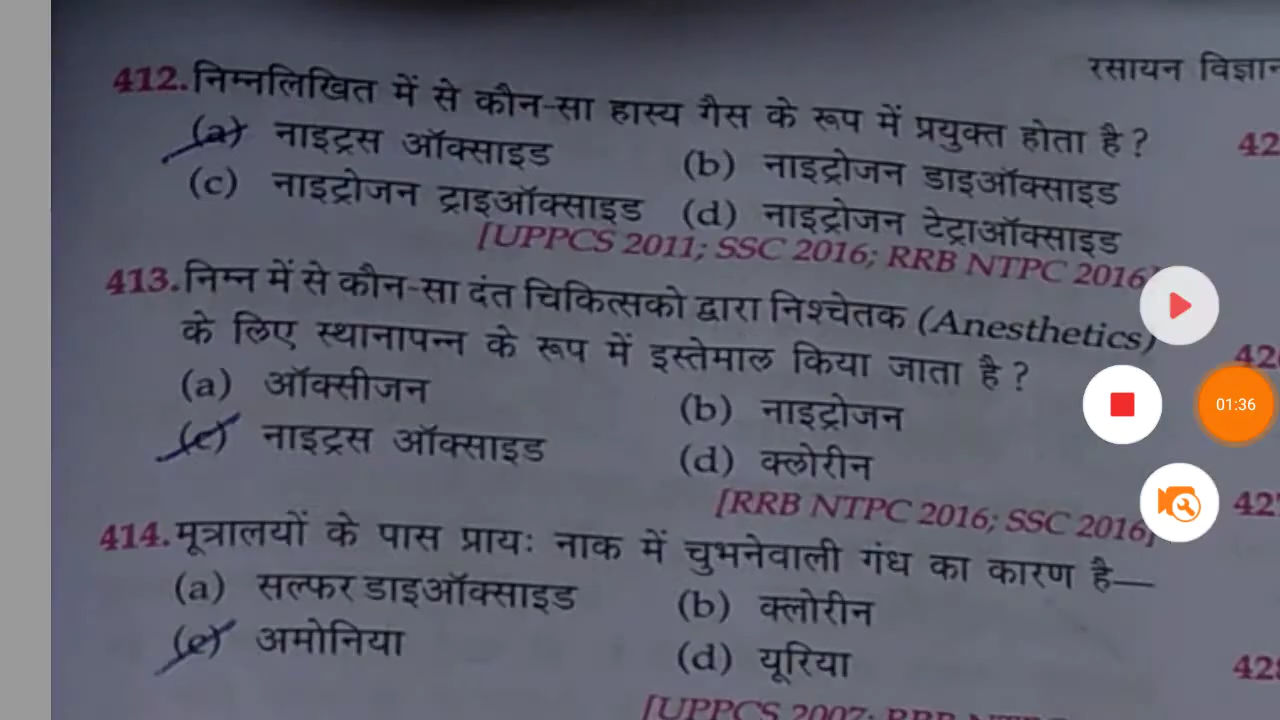 रसायन विज्ञान
412. निम्नलिखित में से कौन-सा हास्य गैस के रूप में प्रयुक्त होता है?
(a) नाइट्रस ऑक्साइड (b) नाइट्रोजन डाइऑक्साइड
(c) नाइट्रोजन ट्राइऑक्साइड (d) नाइट्रोजन टेट्राऑक्साइड
[UPPCS 2011; SSC 2016; RRB NTPC 2016]
413. निम्न में से कौन-सा दंत चिकित्सको द्वारा निश्चेतक (Anesthetics)
के लिए स्थानापन्न के रूप में इस्तेमाल किया जाता है?
(a) ऑक्सीजन (b) नाइट्रोजन
(c) नाइट्रस ऑक्साइड (d) क्लोरीन
[RRB NTPC 2016; SSC 2016]
414. मूत्रालयों के पास प्रायः नाक में चुभनेवाली गंध का कारण है—
(a) सल्फर डाइऑक्साइड (b) क्लोरीन
(c) अमोनिया (d) यूरिया
[UPPCS 2007; RRB
01:36